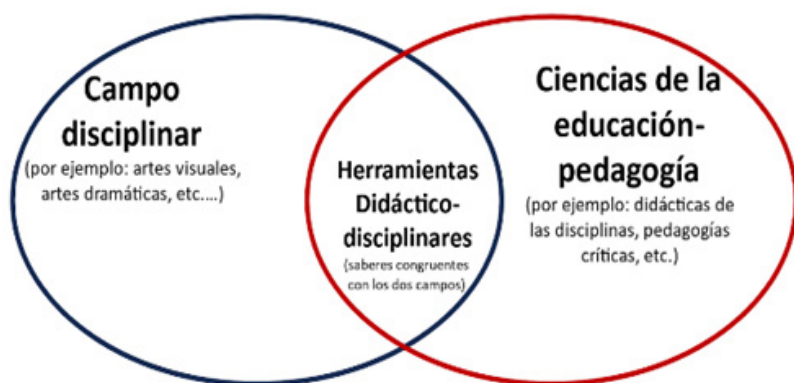 Campo
disciplinar
(por ejemplo: artes visuales,
artes dramáticas, etc....)
Herramientas
Didáctico-
disciplinares
(saberes congruentes
con los dos campos)
Ciencias de la
educación-
pedagogía
(por ejemplo: didácticas de
las disciplinas, pedagogías
críticas, etc.)